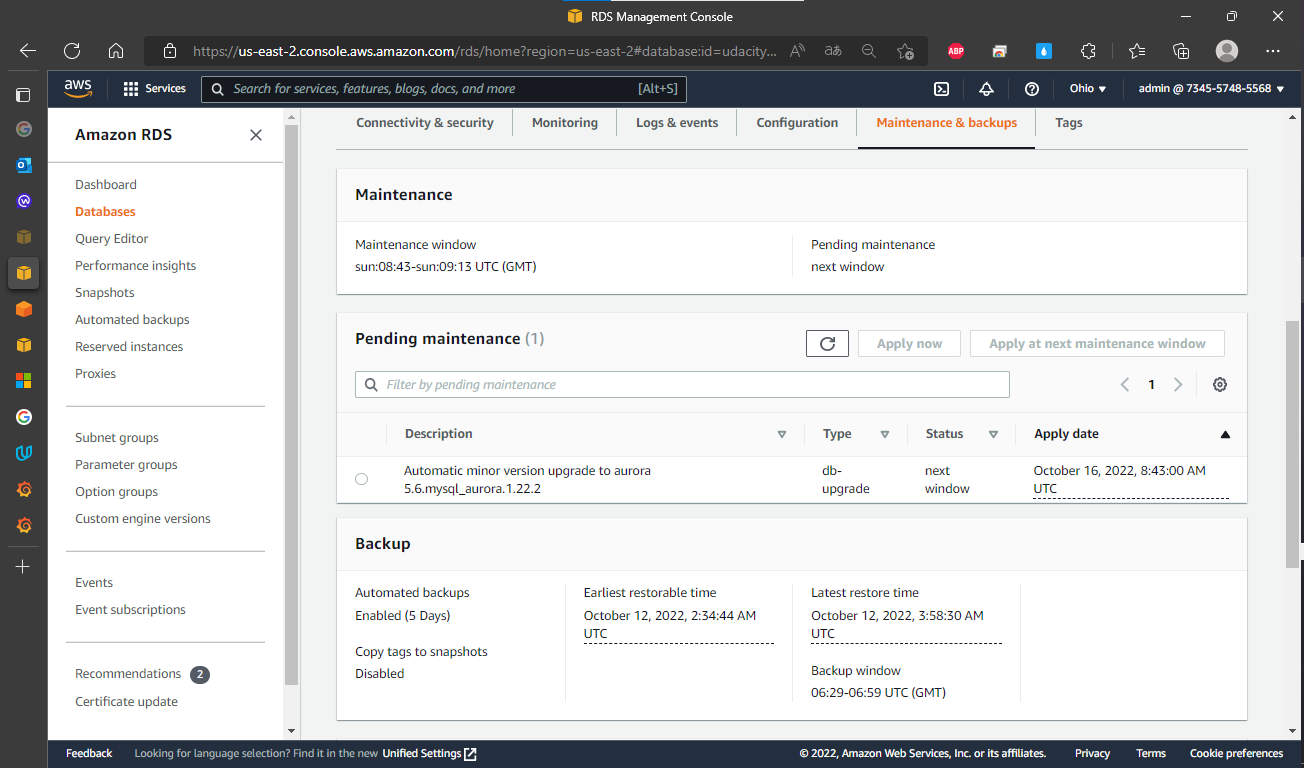 RDS Management Console
https://us-east-2.console.aws.amazon.com/rds/home?region=us-east-2#database:id=udacity...
ABP
aws
Services
Search for services, features, blogs, docs, and more
[Alt+S]
Ohio
admin @ 7345-5748-5568
Amazon RDS
Dashboard
Databases
Query Editor
Performance insights
Snapshots
Automated backups
Reserved instances
Proxies
Subnet groups
Parameter groups
Option groups
Custom engine versions
Events
Event subscriptions
Recommendations 2
Certificate update
Connectivity & security
Monitoring
Logs & events
Configuration
Maintenance & backups
Tags
Maintenance
Maintenance window
sun:08:43-sun:09:13 UTC (GMT)
Pending maintenance
next window
Pending maintenance (1)
Apply now
Apply at next maintenance window
Filter by pending maintenance
1
Description
Type
Status
Apply date
Automatic minor version upgrade to aurora
5.6.mysql_aurora.1.22.2
db-
upgrade
next
window
October 16, 2022, 8:43:00 AM
UTC
Backup
Automated backups
Enabled (5 Days)
Copy tags to snapshots
Disabled
Earliest restorable time
October 12, 2022, 2:34:44 AM
UTC
Latest restore time
October 12, 2022, 3:58:30 AM
UTC
Backup window
06:29-06:59 UTC (GMT)
Feedback
Looking for language selection? Find it in the new Unified Settings
© 2022, Amazon Web Services, Inc. or its affiliates.
Privacy
Terms
Cookie preferences